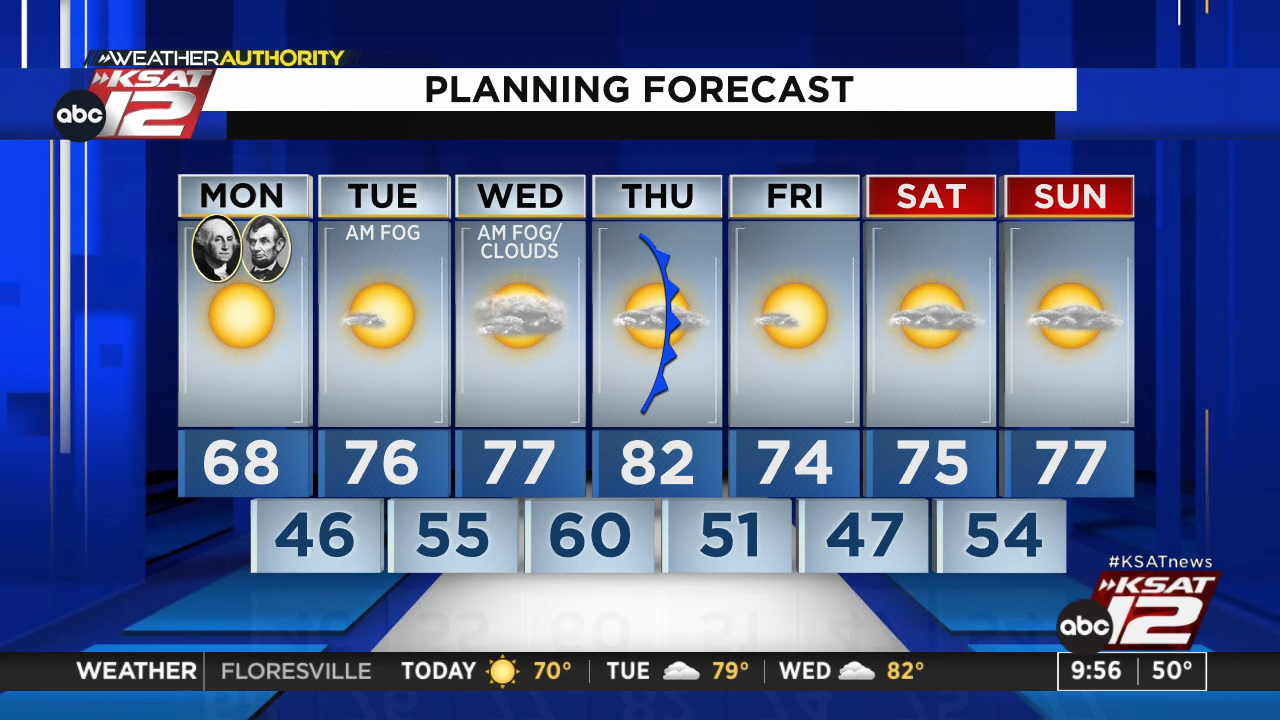 WEATHERAUTHORITY
KSAT
abc 12
PLANNING FORECAST
MON TUE WED THU FRI SAT SUN
AM FOG AM FOG/
CLOUDS
68 76 77 82 74 75 77
46 55 60 51 47 54
#KSATnews
KSAT
abc 12
WEATHER FLORESVILLE TODAY 70° TUE 79° WED 82° 9:56 50°